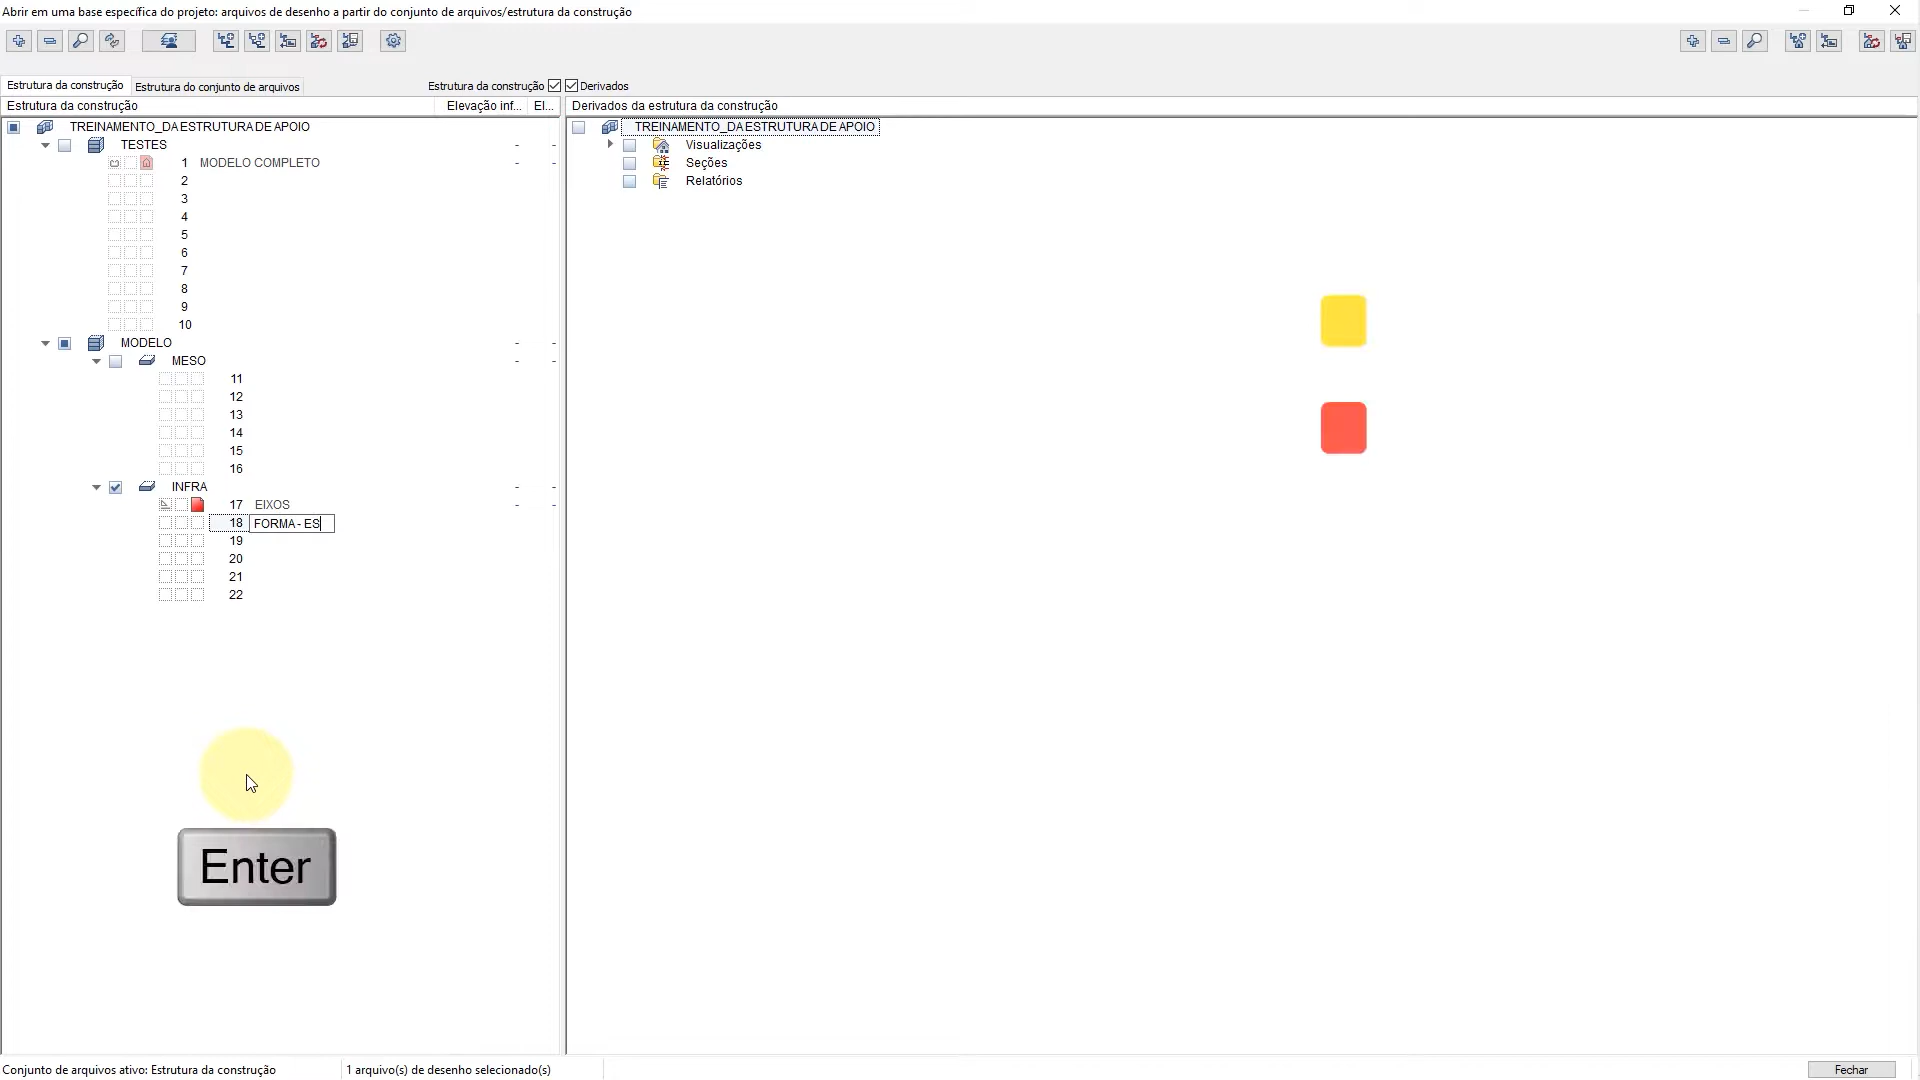 Abrir em uma base específica do projeto: arquivos de desenho a partir do conjunto de arquivos/estrutura da construção
Estrutura da construção Estrutura do conjunto de arquivos Estrutura da construção Derivados
Estrutura da construção Elevação inf... El... Derivados da estrutura da construção
TREINAMENTO_DA ESTRUTURA DE APOIO
TESTES - -
1 MODELO COMPLETO - -
2
3
4
5
6
7
8
9
10
MODELO - -
MESO - -
11
12
13
14
15
16
INFRA - -
17 EIXOS - -
18 FORMA - ES
19
20
21
22
TREINAMENTO_DA ESTRUTURA DE APOIO
Visualizações
Seções
Relatórios
Enter
Conjunto de arquivos ativo: Estrutura da construção 1 arquivo(s) de desenho selecionado(s) Fechar